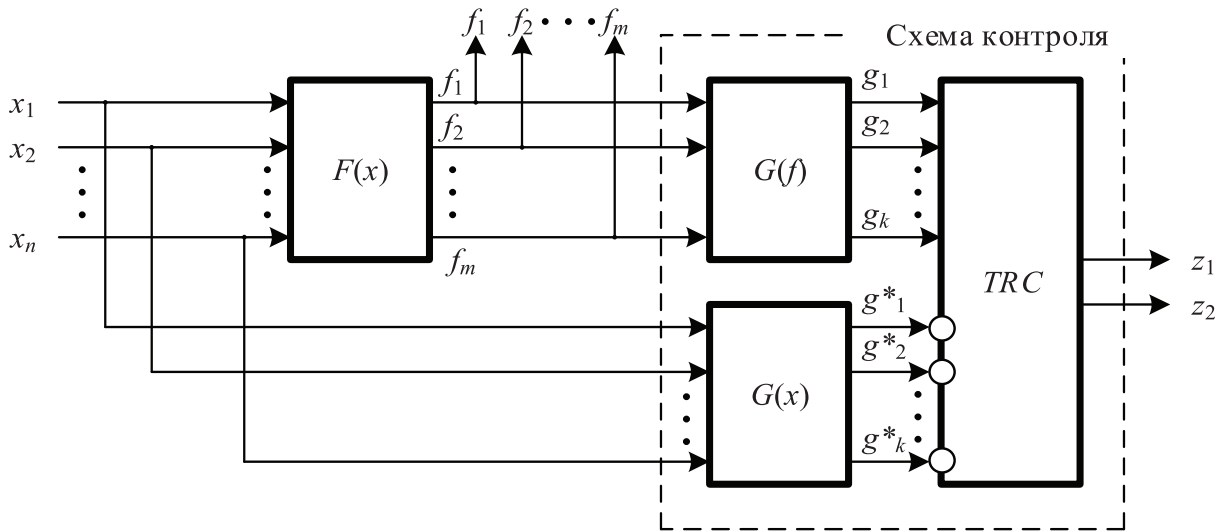 f1 f2 • • • fm
Схема контроля
x1
x2
xn
F(x)
f1
f2
fm
G(f)
g1
g2
gk
G(x)
g*1
g*2
g*k
TRC
z1
z2